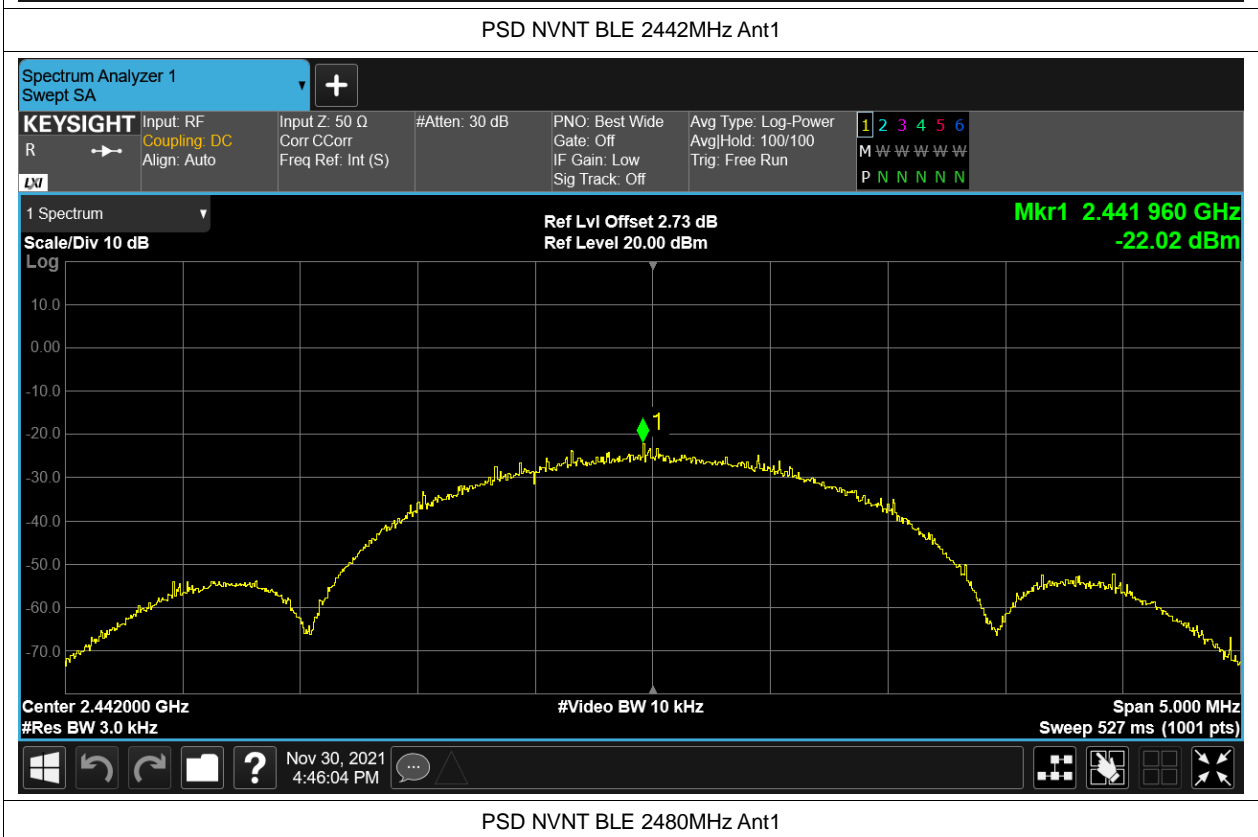 PSD NVNT BLE 2442MHz Ant1
Spectrum Analyzer 1
Swept SA
KEYSIGHT
R
LXI
Input: RF
Coupling: DC
Align: Auto
Input Z: 50 Ω
Corr CCorr
Freq Ref: Int (S)
#Atten: 30 dB
PNO: Best Wide
Gate: Off
IF Gain: Low
Sig Track: Off
Avg Type: Log-Power
Avg|Hold: 100/100
Trig: Free Run
1 2 3 4 5 6
M W W W W W
P N N N N N
1 Spectrum
Scale/Div 10 dB
Log
Ref Lvl Offset 2.73 dB
Ref Level 20.00 dBm
Mkr1 2.441 960 GHz
-22.02 dBm
10.0
0.00
-10.0
1
-20.0
-30.0
-40.0
-50.0
-60.0
-70.0
Center 2.442000 GHz
#Res BW 3.0 kHz
#Video BW 10 kHz
Span 5.000 MHz
Sweep 527 ms (1001 pts)
?
Nov 30, 2021
4:46:04 PM
PSD NVNT BLE 2480MHz Ant1